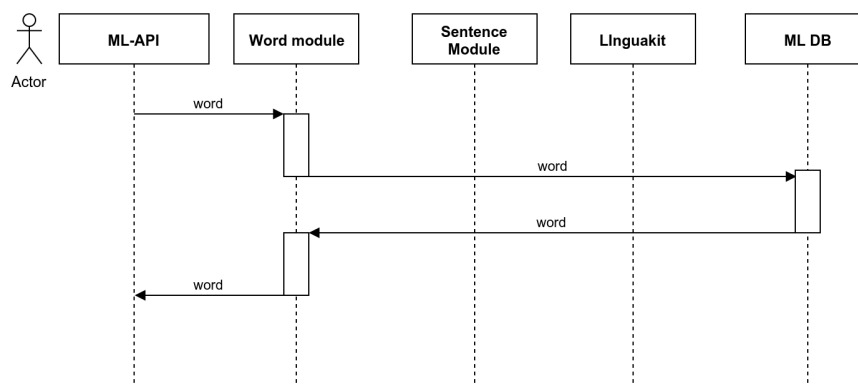 ML-API
Word module
Sentence
Module
LInguakit
ML DB
Actor
word
word
word
word